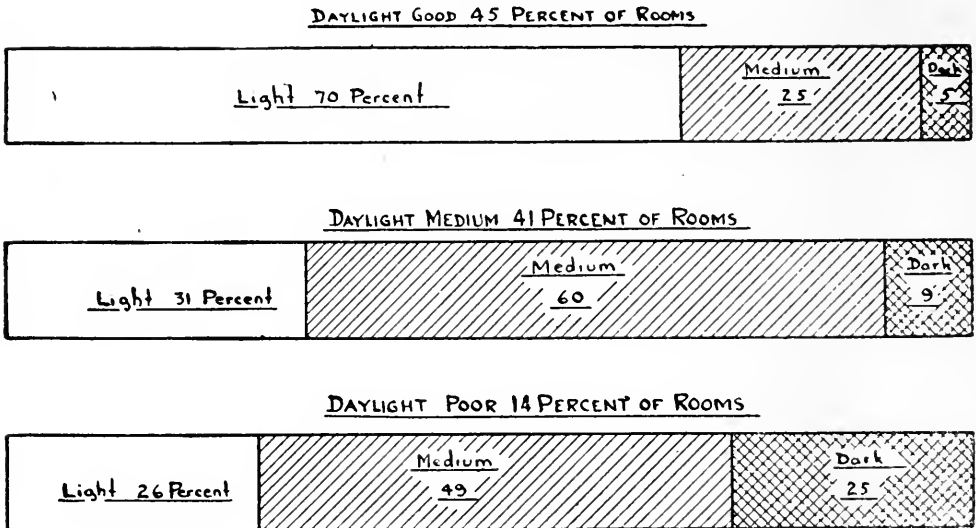 DAYLIGHT GOOD 45 PERCENT OF ROOMS
Light 70 Percent
Medium
25
Dark
5
DAYLIGHT MEDIUM 41 PERCENT OF ROOMS
Light 31 Percent
Medium
60
Dark
9
DAYLIGHT POOR 14 PERCENT OF ROOMS
Light 26 Percent
Medium
49
Dark
25